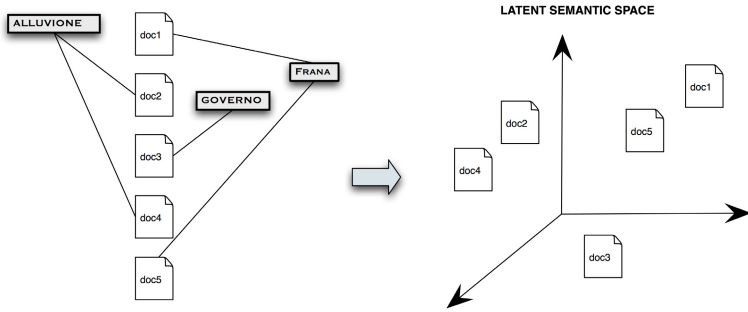 ALLUVIONE
doc1
doc2
GOVERNO
doc3
doc4
doc5
FRANA
LATENT SEMANTIC SPACE
doc1
doc2
doc5
doc4
doc3